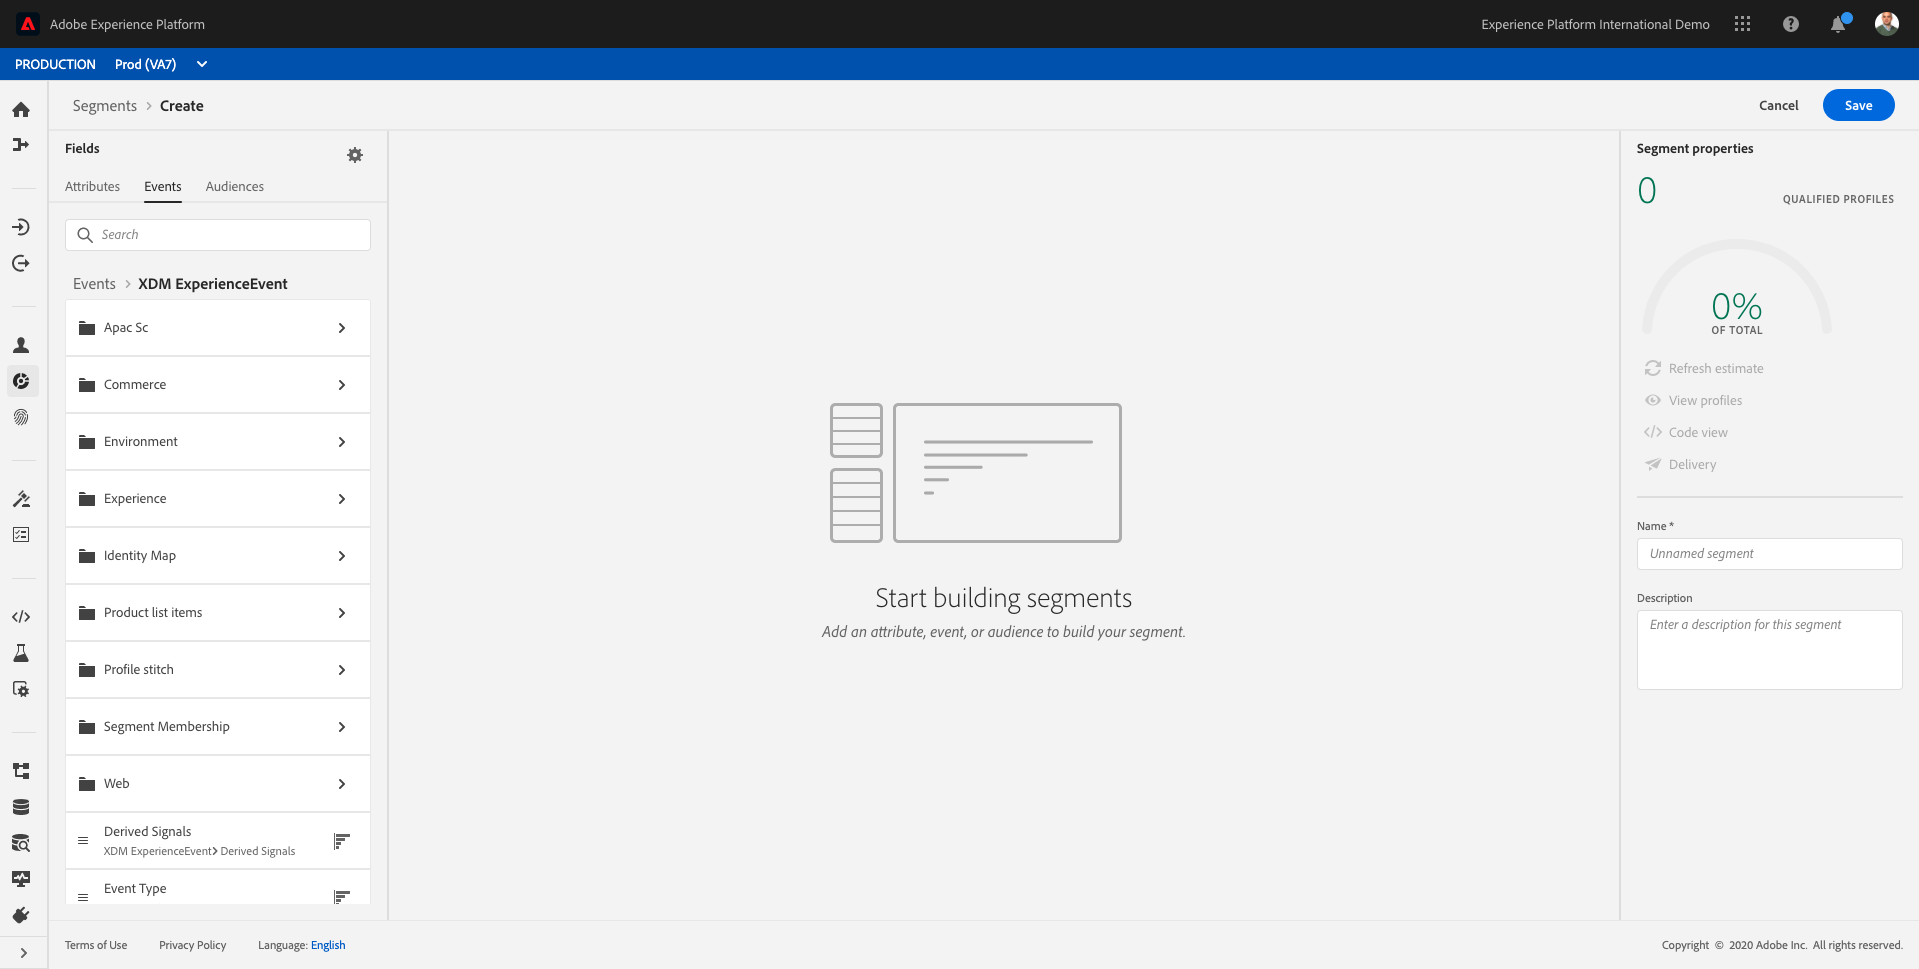 Adobe Experience Platform
Experience Platform International Demo
PRODUCTION Prod (VA7)
Segments > Create
Cancel
Save
Fields
Attributes Events Audiences
Search
Events > XDM ExperienceEvent
Apac Sc
Commerce
Environment
Experience
Identity Map
Product list items
Profile stitch
Segment Membership
Web
Derived Signals
XDM ExperienceEvent> Derived Signals
Event Type
Start building segments
Add an attribute, event, or audience to build your segment.
Segment properties
0
QUALIFIED PROFILES
0%
OF TOTAL
Refresh estimate
View profiles
Code view
Delivery
Name *
Unnamed segment
Description
Enter a description for this segment
Terms of Use Privacy Policy Language: English
Copyright © 2020 Adobe Inc. All rights reserved.